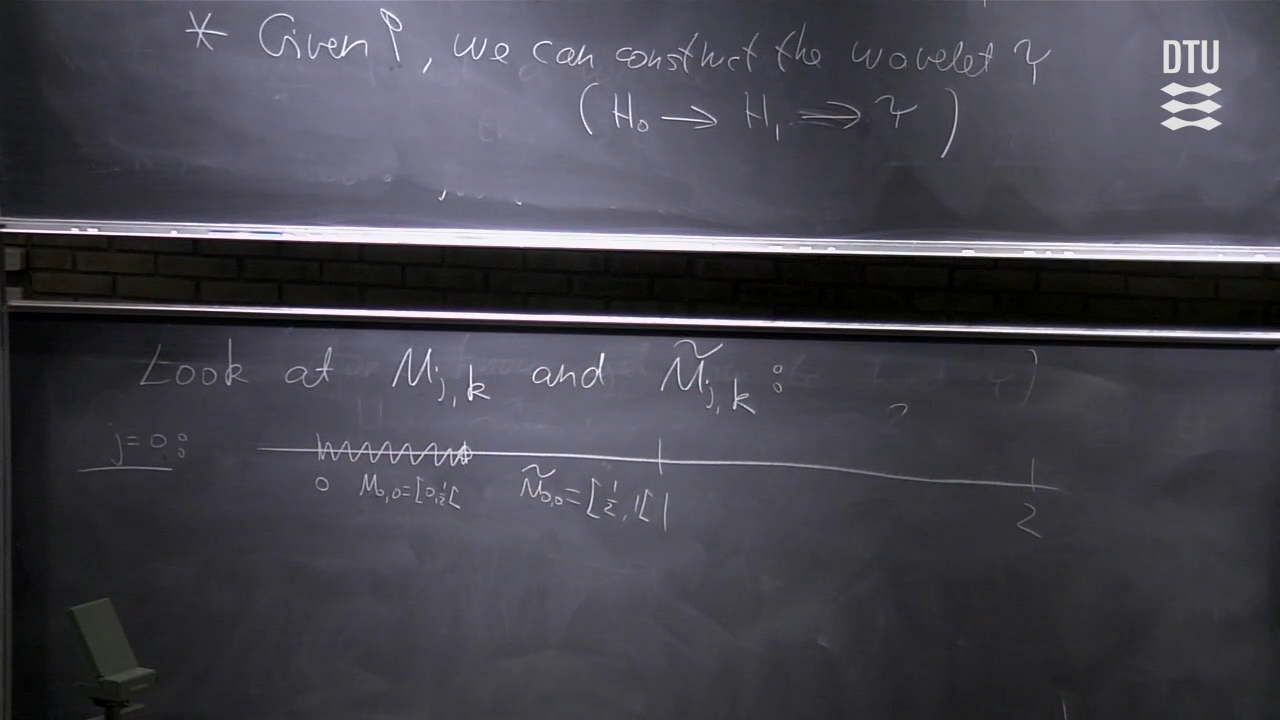 * Given φ, we can construct the wavelet ψ
(H₀ → H₁ ⇒ ψ)
DTU
Look at M_{j,k} and M̃_{j,k}:
j=0:
0 M_{0,0}=[0,½[ M̃_{0,0}=[½,1[ 1 2